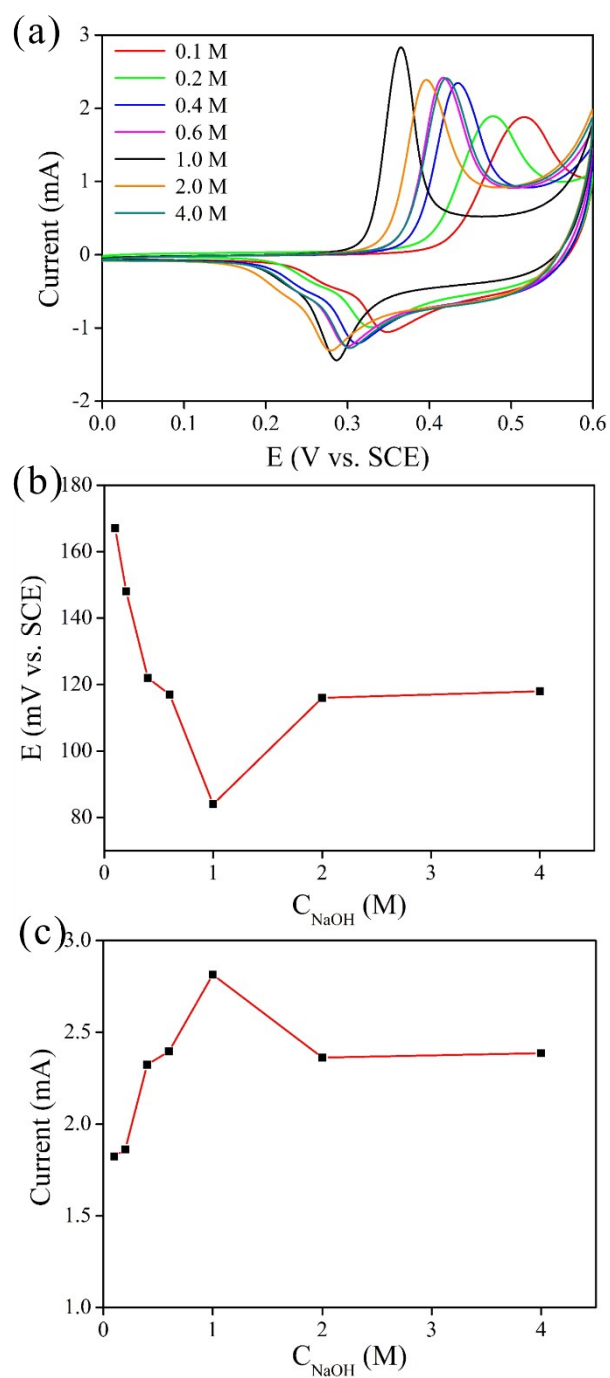 (a)
0.1 M
0.2 M
0.4 M
0.6 M
1.0 M
2.0 M
4.0 M
3
2
1
0
-1
-2
Current (mA)
0.0 0.1 0.2 0.3 0.4 0.5 0.6
E (V vs. SCE)
(b)
180
160
140
120
100
80
E (mV vs. SCE)
0 1 2 3 4
C_NaOH (M)
(c)
3.0
2.5
2.0
1.5
1.0
Current (mA)
0 1 2 3 4
C_NaOH (M)